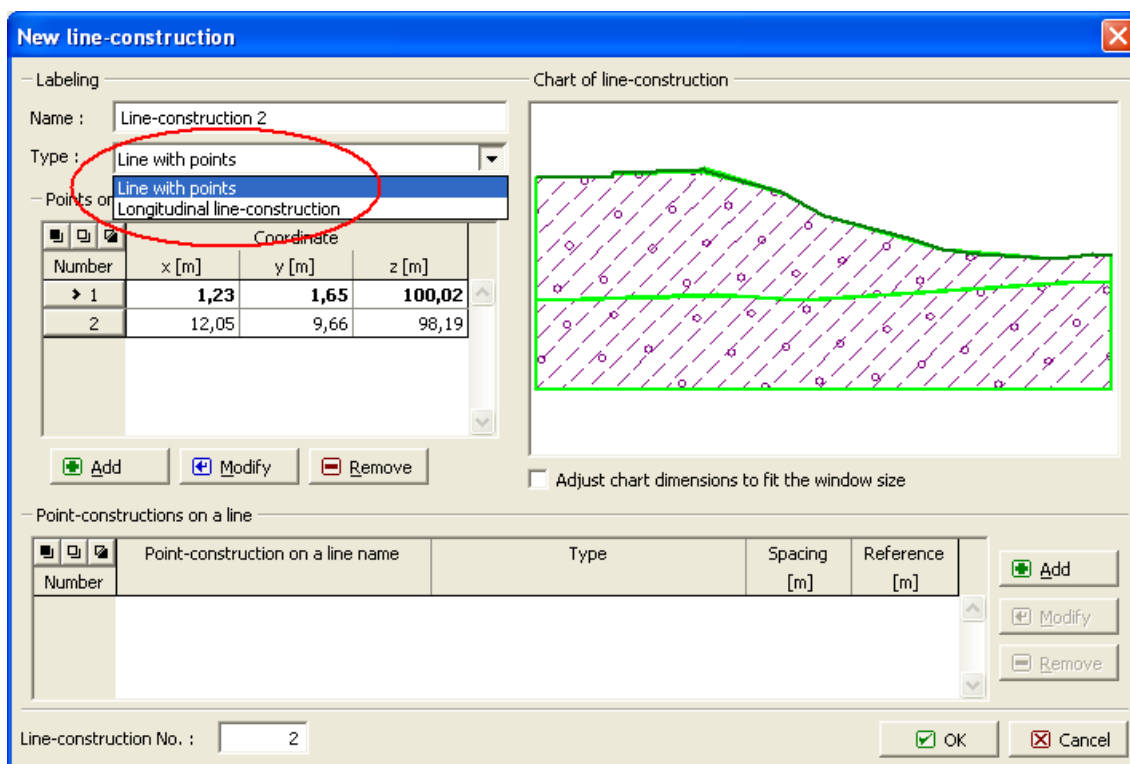 New line-construction
Labeling
Name :
Line-construction 2
Type :
Line with points
Line with points
Longitudinal line-construction
Points on
Coordinate
Number
x [m]
y [m]
z [m]
1
1,23
1,65
100,02
2
12,05
9,66
98,19
Add
Modify
Remove
Chart of line-construction
Adjust chart dimensions to fit the window size
Point-constructions on a line
Number
Point-construction on a line name
Type
Spacing
[m]
Reference
[m]
Add
Modify
Remove
Line-construction No. :
2
OK
Cancel